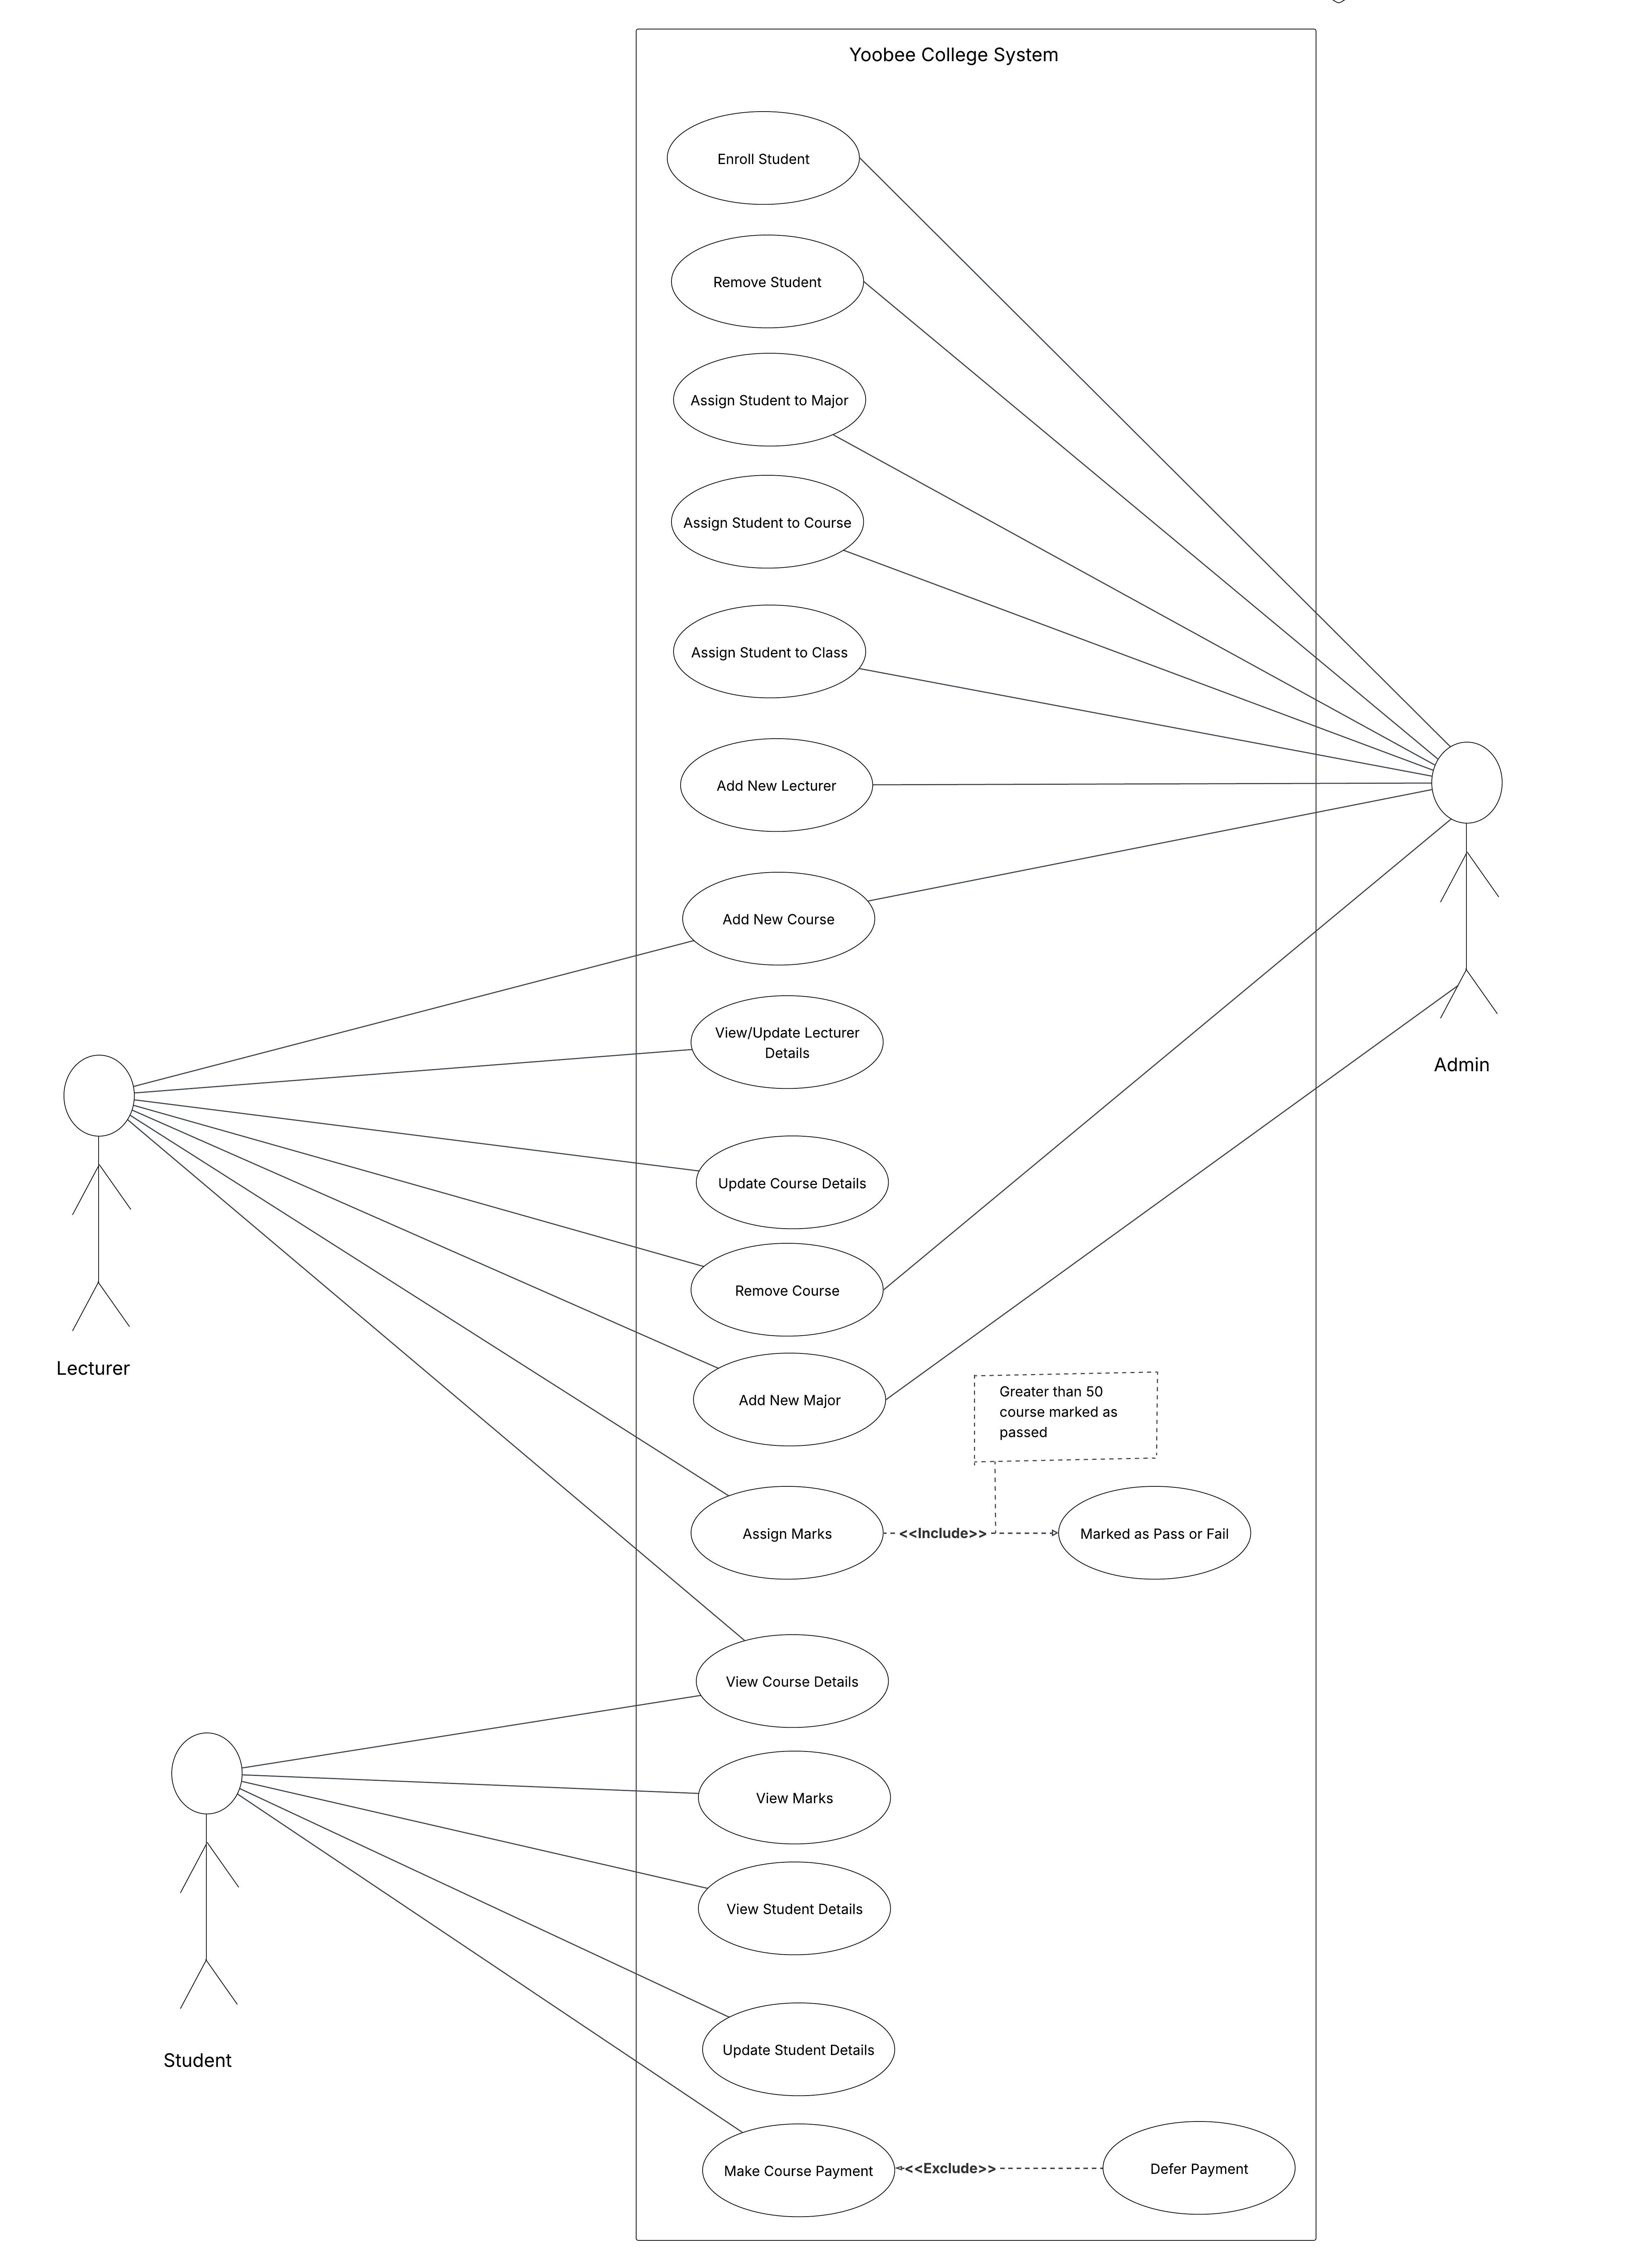 Yoobee College System
Enroll Student
Remove Student
Assign Student to Major
Assign Student to Course
Assign Student to Class
Add New Lecturer
Add New Course
View/Update Lecturer
Details
Admin
Update Course Details
Remove Course
Lecturer
Add New Major
Greater than 50
course marked as
passed
Assign Marks
<<Include>>
Marked as Pass or Fail
View Course Details
View Marks
View Student Details
Update Student Details
Student
Make Course Payment
<<Exclude>>
Defer Payment